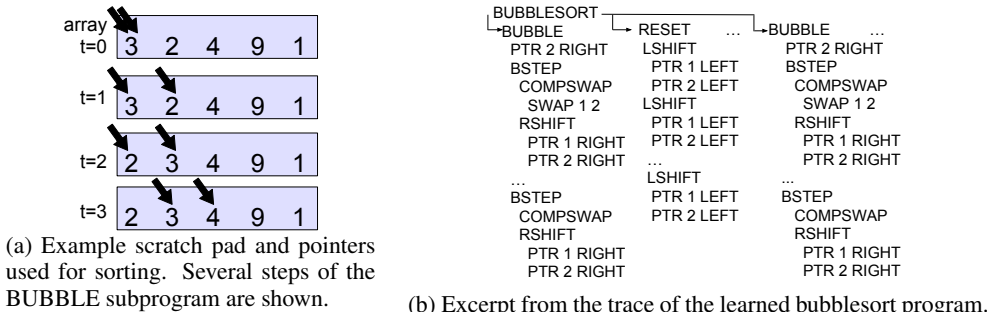 array
t=0 3 2 4 9 1
t=1 3 2 4 9 1
t=2 2 3 4 9 1
t=3 2 3 4 9 1
(a) Example scratch pad and pointers
used for sorting. Several steps of the
BUBBLE subprogram are shown.
BUBBLESORT
BUBBLE
PTR 2 RIGHT
BSTEP
COMPSWAP
SWAP 1 2
RSHIFT
PTR 1 RIGHT
PTR 2 RIGHT
...
BSTEP
COMPSWAP
RSHIFT
PTR 1 RIGHT
PTR 2 RIGHT
RESET ...
LSHIFT
PTR 1 LEFT
PTR 2 LEFT
LSHIFT
PTR 1 LEFT
PTR 2 LEFT
...
LSHIFT
PTR 1 LEFT
PTR 2 LEFT
BUBBLE ...
PTR 2 RIGHT
BSTEP
COMPSWAP
SWAP 1 2
RSHIFT
PTR 1 RIGHT
PTR 2 RIGHT
...
BSTEP
COMPSWAP
RSHIFT
PTR 1 RIGHT
PTR 2 RIGHT
(b) Excerpt from the trace of the learned bubblesort program.